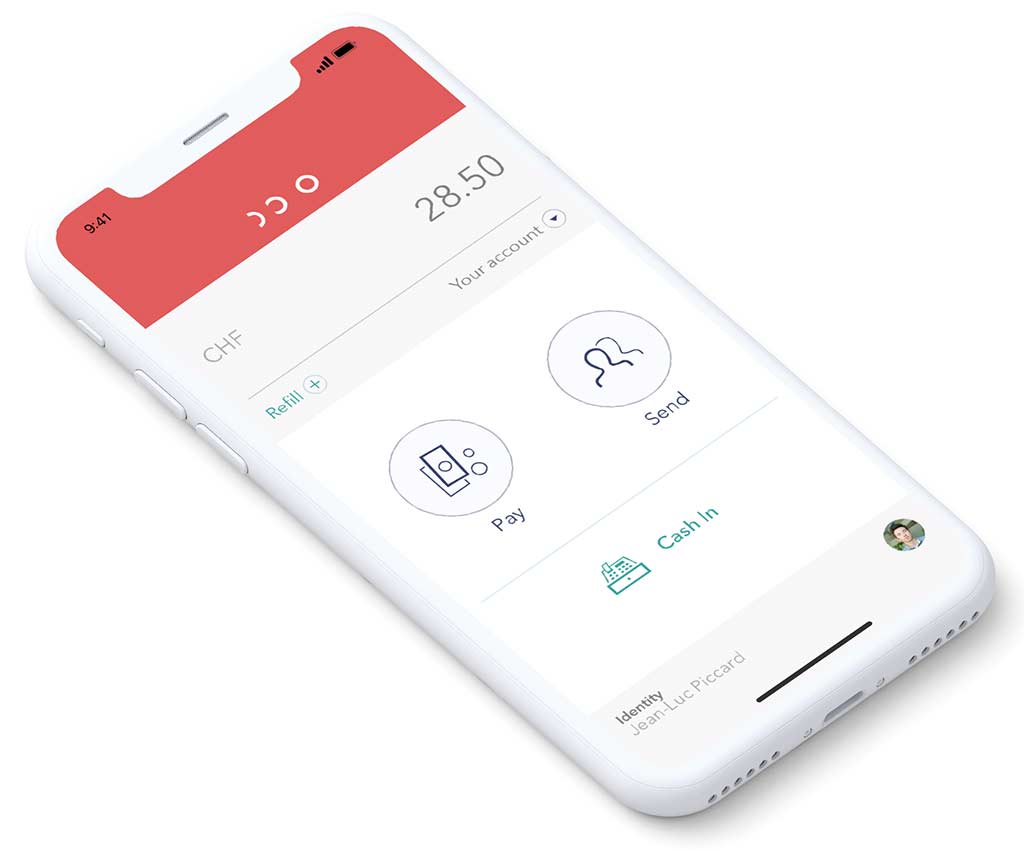 9:41
CHF
28.50
Refill
Your account
Pay
Send
Cash In
Identity
Jean-Luc Piccard